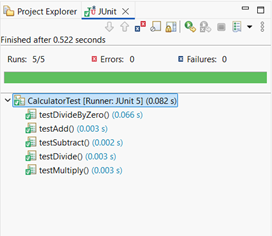 Project Explorer JUnit
Finished after 0.522 seconds
Runs: 5/5 Errors: 0 Failures: 0
CalculatorTest [Runner: JUnit 5] (0.082 s)
testDivideByZero() (0.066 s)
testAdd() (0.003 s)
testSubtract() (0.002 s)
testDivide() (0.003 s)
testMultiply() (0.003 s)